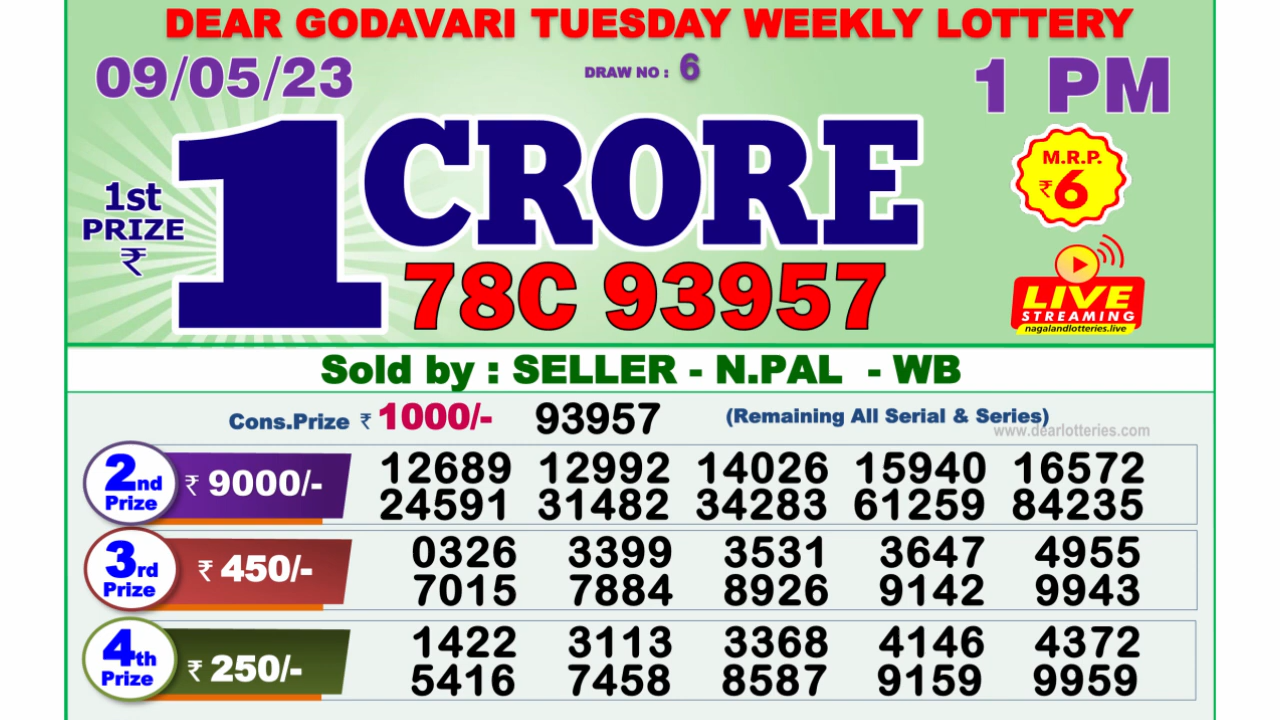 DEAR GODAVARI TUESDAY WEEKLY LOTTERY
09/05/23 DRAW NO : 6 1 PM
1st PRIZE ₹ 1 CRORE
M.R.P. ₹6
78C 93957
LIVE
STREAMING
nagalandlotteries.live
Sold by : SELLER - N.PAL - WB
Cons.Prize ₹ 1000/- 93957 (Remaining All Serial & Series)
www.dearlotteries.com
2nd Prize ₹ 9000/-
12689 12992 14026 15940 16572
24591 31482 34283 61259 84235
3rd Prize ₹ 450/-
0326 3399 3531 3647 4955
7015 7884 8926 9142 9943
4th Prize ₹ 250/-
1422 3113 3368 4146 4372
5416 7458 8587 9159 9959